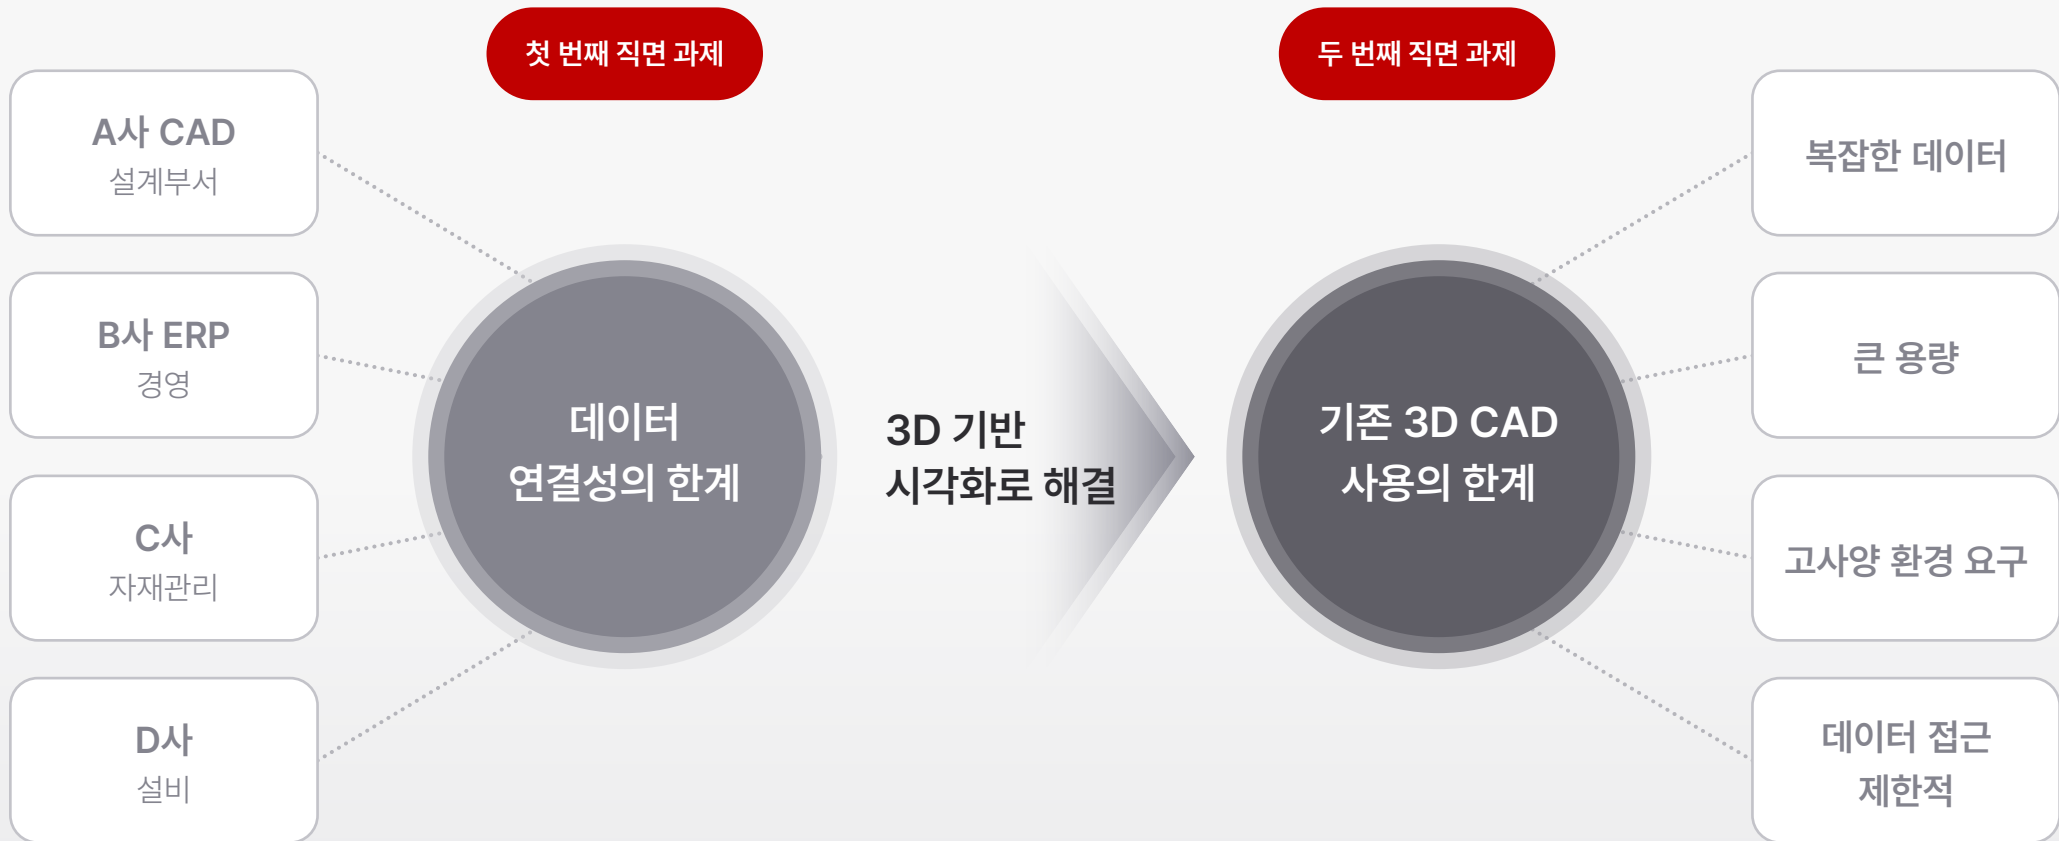 첫 번째 직면 과제
두 번째 직면 과제
A사 CAD
설계부서
B사 ERP
경영
C사
자재관리
D사
설비
데이터
연결성의 한계
3D 기반
시각화로 해결
기존 3D CAD
사용의 한계
복잡한 데이터
큰 용량
고사양 환경 요구
데이터 접근
제한적